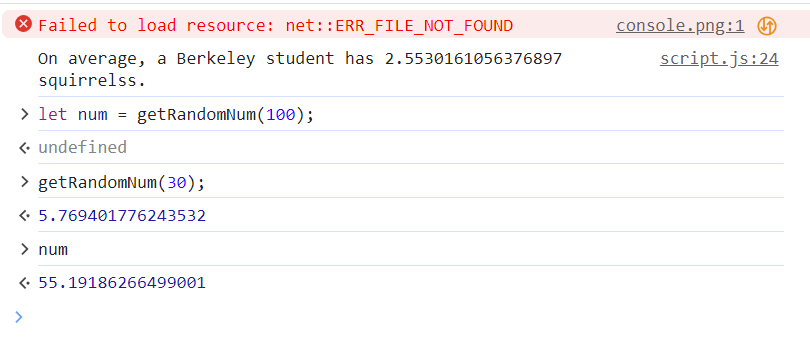 Failed to load resource: net::ERR_FILE_NOT_FOUND console.png:1
On average, a Berkeley student has 2.5530161056376897 script.js:24
squirrelss.
> let num = getRandomNum(100);
undefined
> getRandomNum(30);
5.769401776243532
> num
55.19186266499001
>